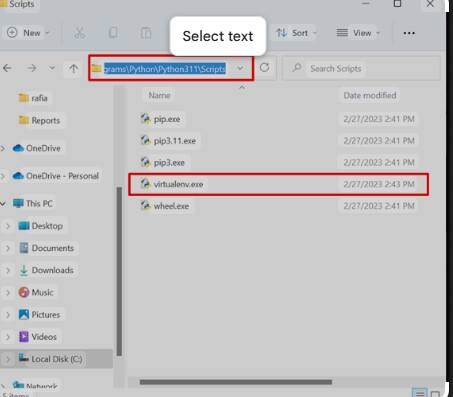 Scripts
New
Select text
Sort
View
grams\Python\Python311\Scripts
Search Scripts
Name
Date modified
rafia
Reports
OneDrive
OneDrive - Personal
This PC
Desktop
Documents
Downloads
Music
Pictures
Videos
Local Disk (C:)
Network
pip.exe 2/27/2023 2:41 PM
pip3.11.exe 2/27/2023 2:41 PM
pip3.exe 2/27/2023 2:41 PM
virtualenv.exe 2/27/2023 2:43 PM
wheel.exe 2/27/2023 2:41 PM
5 items